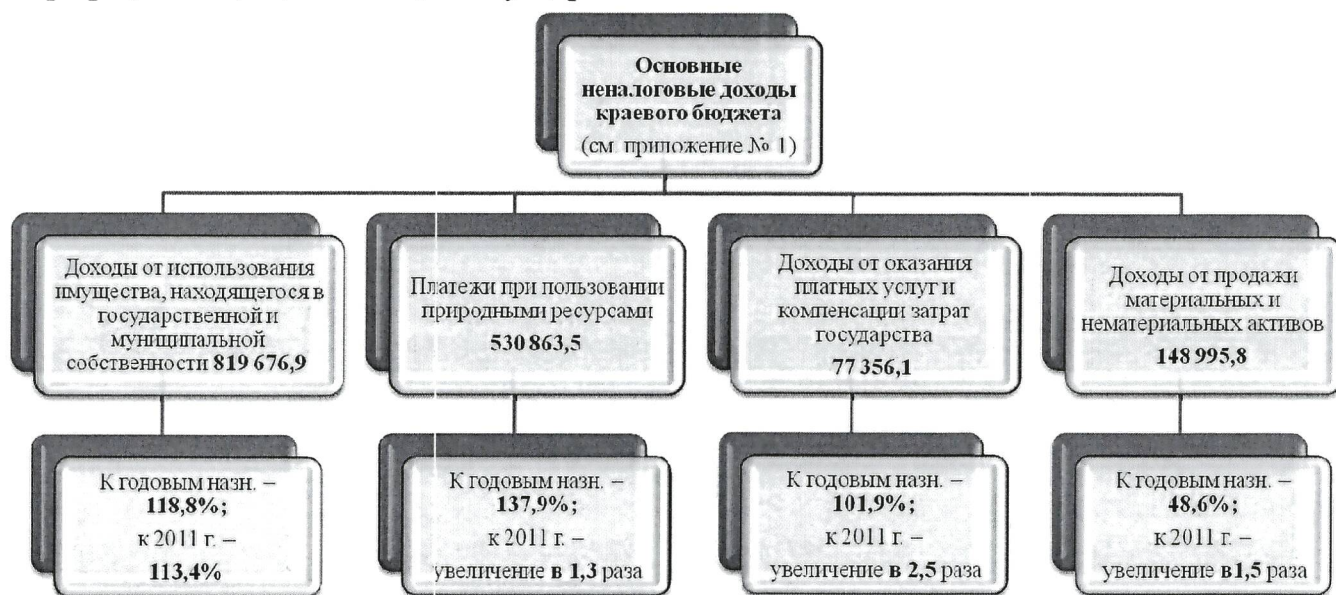 Основные
неналоговые доходы
краевого бюджета
(см. приложение № 1)
Доходы от использования
имущества, находящегося в
государственной и
муниципальной
собственности 819 676,9
Платежи при пользовании
природными ресурсами
530 863,5
Доходы от оказания
платных услуг и
компенсации затрат
государства
77 356,1
Доходы от продажи
материальных и
нематериальных активов
148 995,8
К годовым назн. –
118,8%;
к 2011 г. –
113,4%
К годовым назн. –
137,9%;
к 2011 г. –
увеличение в 1,3 раза
К годовым назн. –
101,9%;
к 2011 г. –
увеличение в 2,5 раза
К годовым назн. –
48,6%;
к 2011 г. –
увеличение в1,5 раза